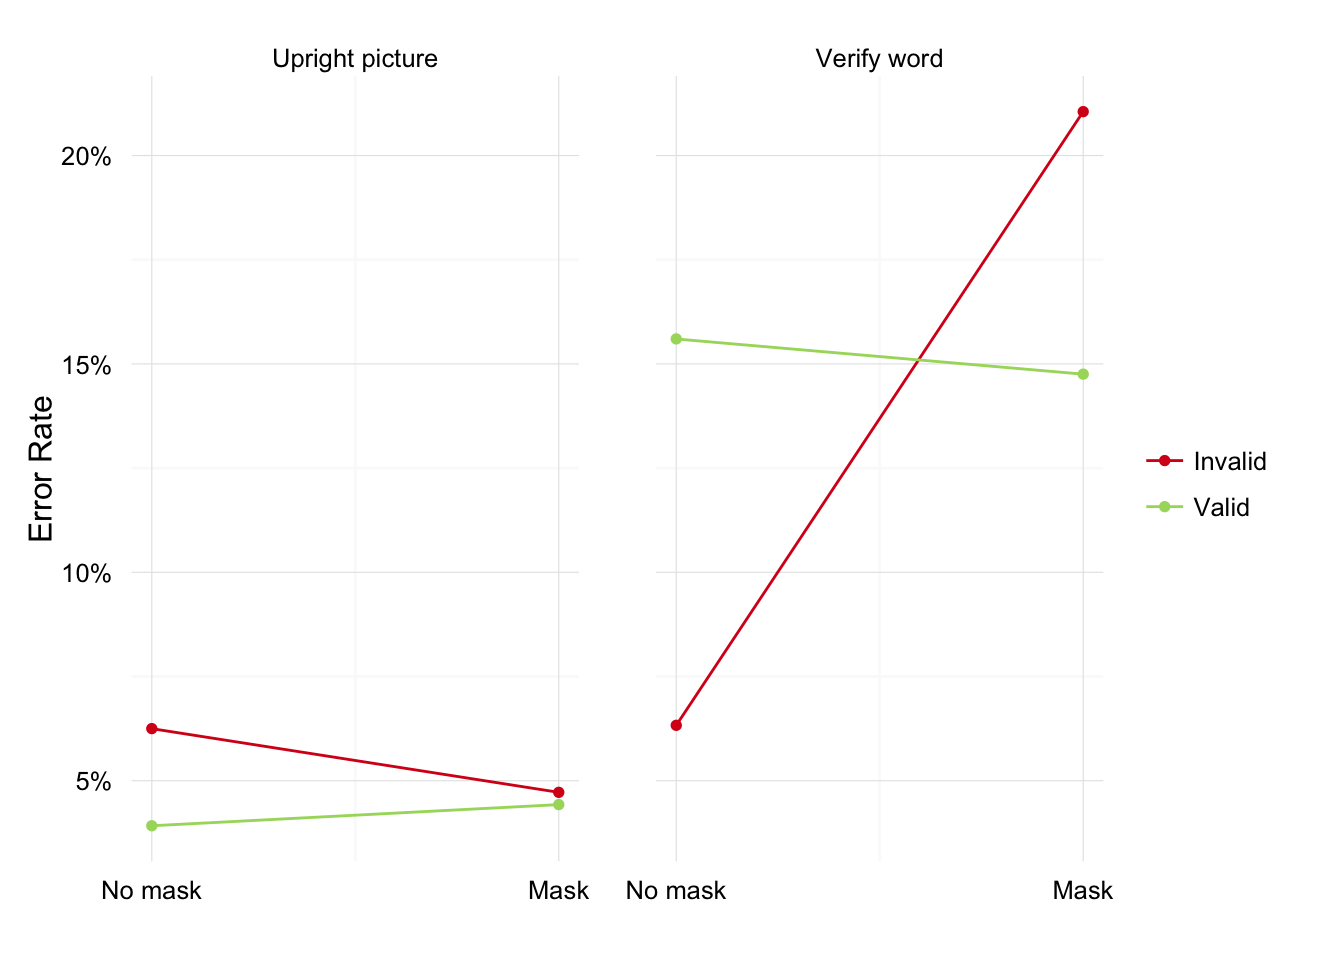 Upright picture
Verify word
Error Rate
20%
15%
10%
5%
No mask
Mask
No mask
Mask
Invalid
Valid